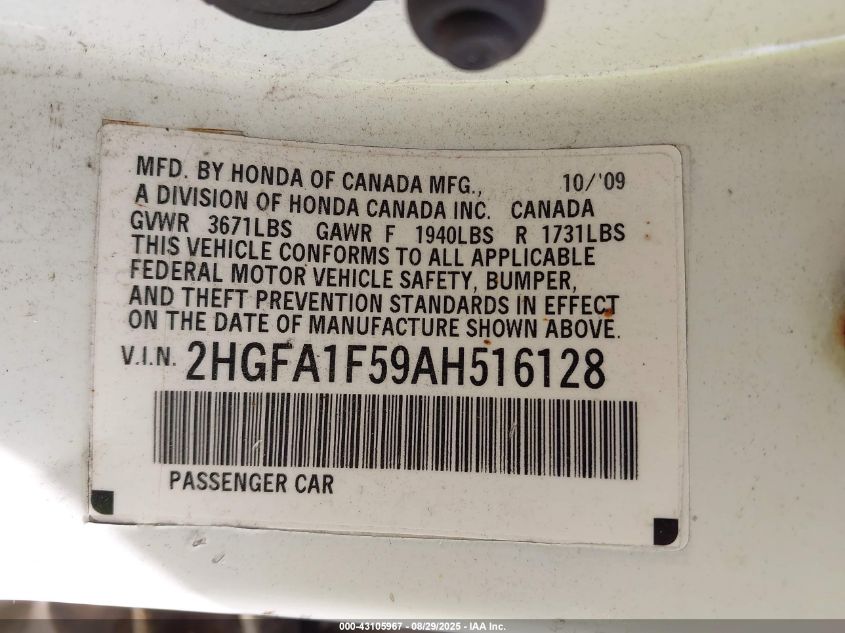 MFD. BY HONDA OF CANADA MFG., 10/'09
A DIVISION OF HONDA CANADA INC. CANADA
GVWR 3671LBS GAWR F 1940LBS R 1731LBS
THIS VEHICLE CONFORMS TO ALL APPLICABLE
FEDERAL MOTOR VEHICLE SAFETY, BUMPER,
AND THEFT PREVENTION STANDARDS IN EFFECT
ON THE DATE OF MANUFACTURE SHOWN ABOVE.
V.I.N. 2HGFA1F59AH516128
PASSENGER CAR
000-43105967 - 08/29/2025 - IAA Inc.